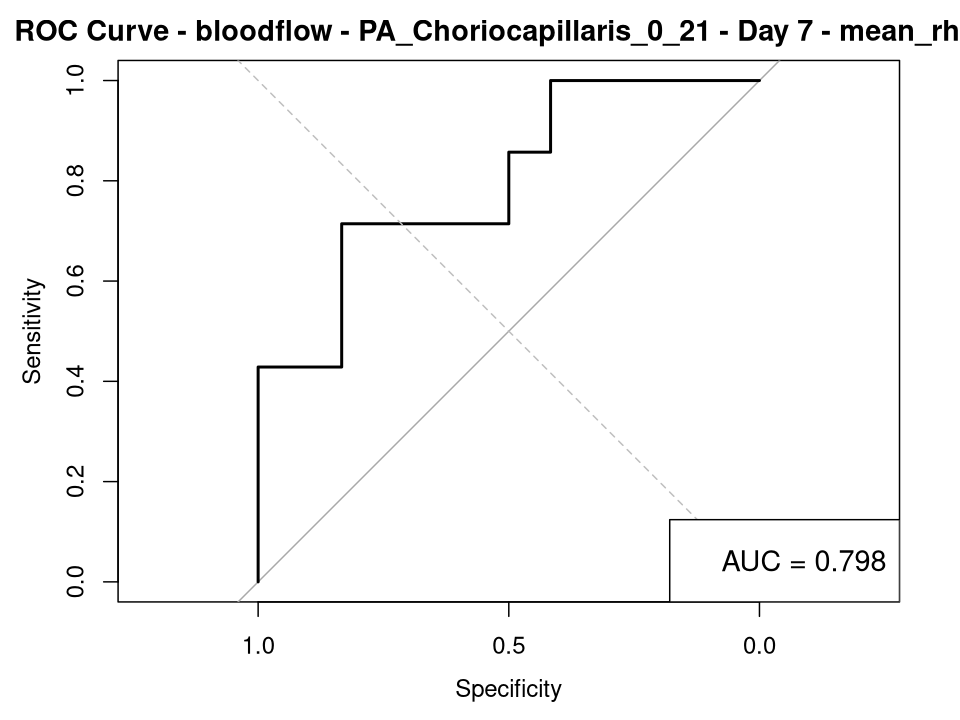 ROC Curve - bloodflow - PA_Choriocapillaris_0_21 - Day 7 - mean_rh
1.0
0.8
0.6
0.4
0.2
0.0
Sensitivity
AUC = 0.798
1.0 0.5 0.0
Specificity